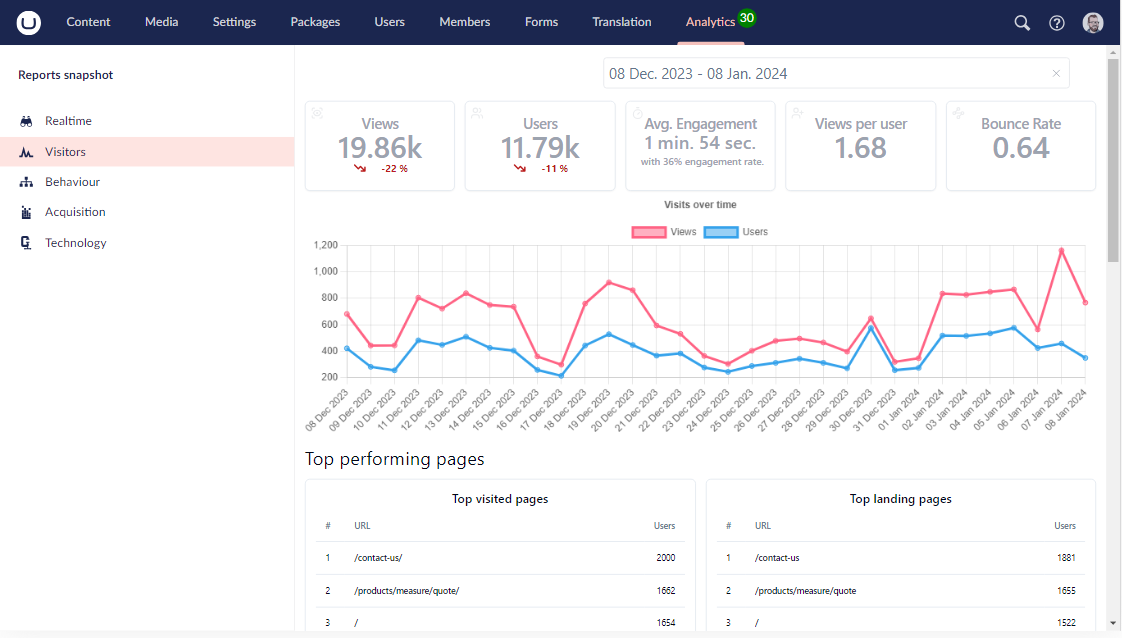 Content Media Settings Packages Users Members Forms Translation Analytics 30
Reports snapshot
Realtime
Visitors
Behaviour
Acquisition
Technology
08 Dec. 2023 - 08 Jan. 2024
Views
19.86k
-22 %
Users
11.79k
-11 %
Avg. Engagement
1 min. 54 sec.
with 36% engagement rate.
Views per user
1.68
Bounce Rate
0.64
Visits over time
Views Users
1,200
1,000
800
600
400
200
08 Dec 2023
09 Dec 2023
10 Dec 2023
11 Dec 2023
12 Dec 2023
13 Dec 2023
14 Dec 2023
15 Dec 2023
16 Dec 2023
17 Dec 2023
18 Dec 2023
19 Dec 2023
20 Dec 2023
21 Dec 2023
22 Dec 2023
23 Dec 2023
24 Dec 2023
25 Dec 2023
26 Dec 2023
27 Dec 2023
28 Dec 2023
29 Dec 2023
30 Dec 2023
31 Dec 2023
01 Jan 2024
02 Jan 2024
03 Jan 2024
04 Jan 2024
05 Jan 2024
06 Jan 2024
07 Jan 2024
08 Jan 2024
Top performing pages
Top visited pages
# URL Users
1 /contact-us/ 2000
2 /products/measure/quote/ 1662
3 / 1654
Top landing pages
# URL Users
1 /contact-us 1881
2 /products/measure/quote 1655
3 / 1522